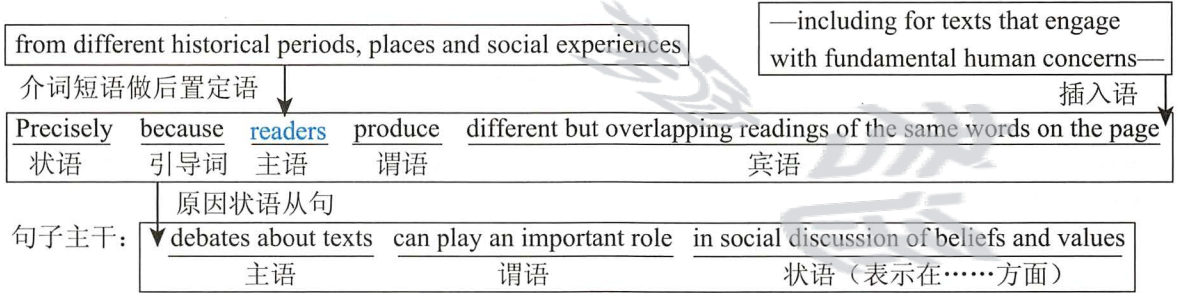 —including for texts that engage
from different historical periods, places and social experiences
with fundamental human concerns—
介词短语做后置定语
插入语
Precisely because readers produce different but overlapping readings of the same words on the page
状语 引导词 主语 谓语 宾语
原因状语从句
句子主干： debates about texts can play an important role in social discussion of beliefs and values
主语 谓语 状语（表示在……方面）